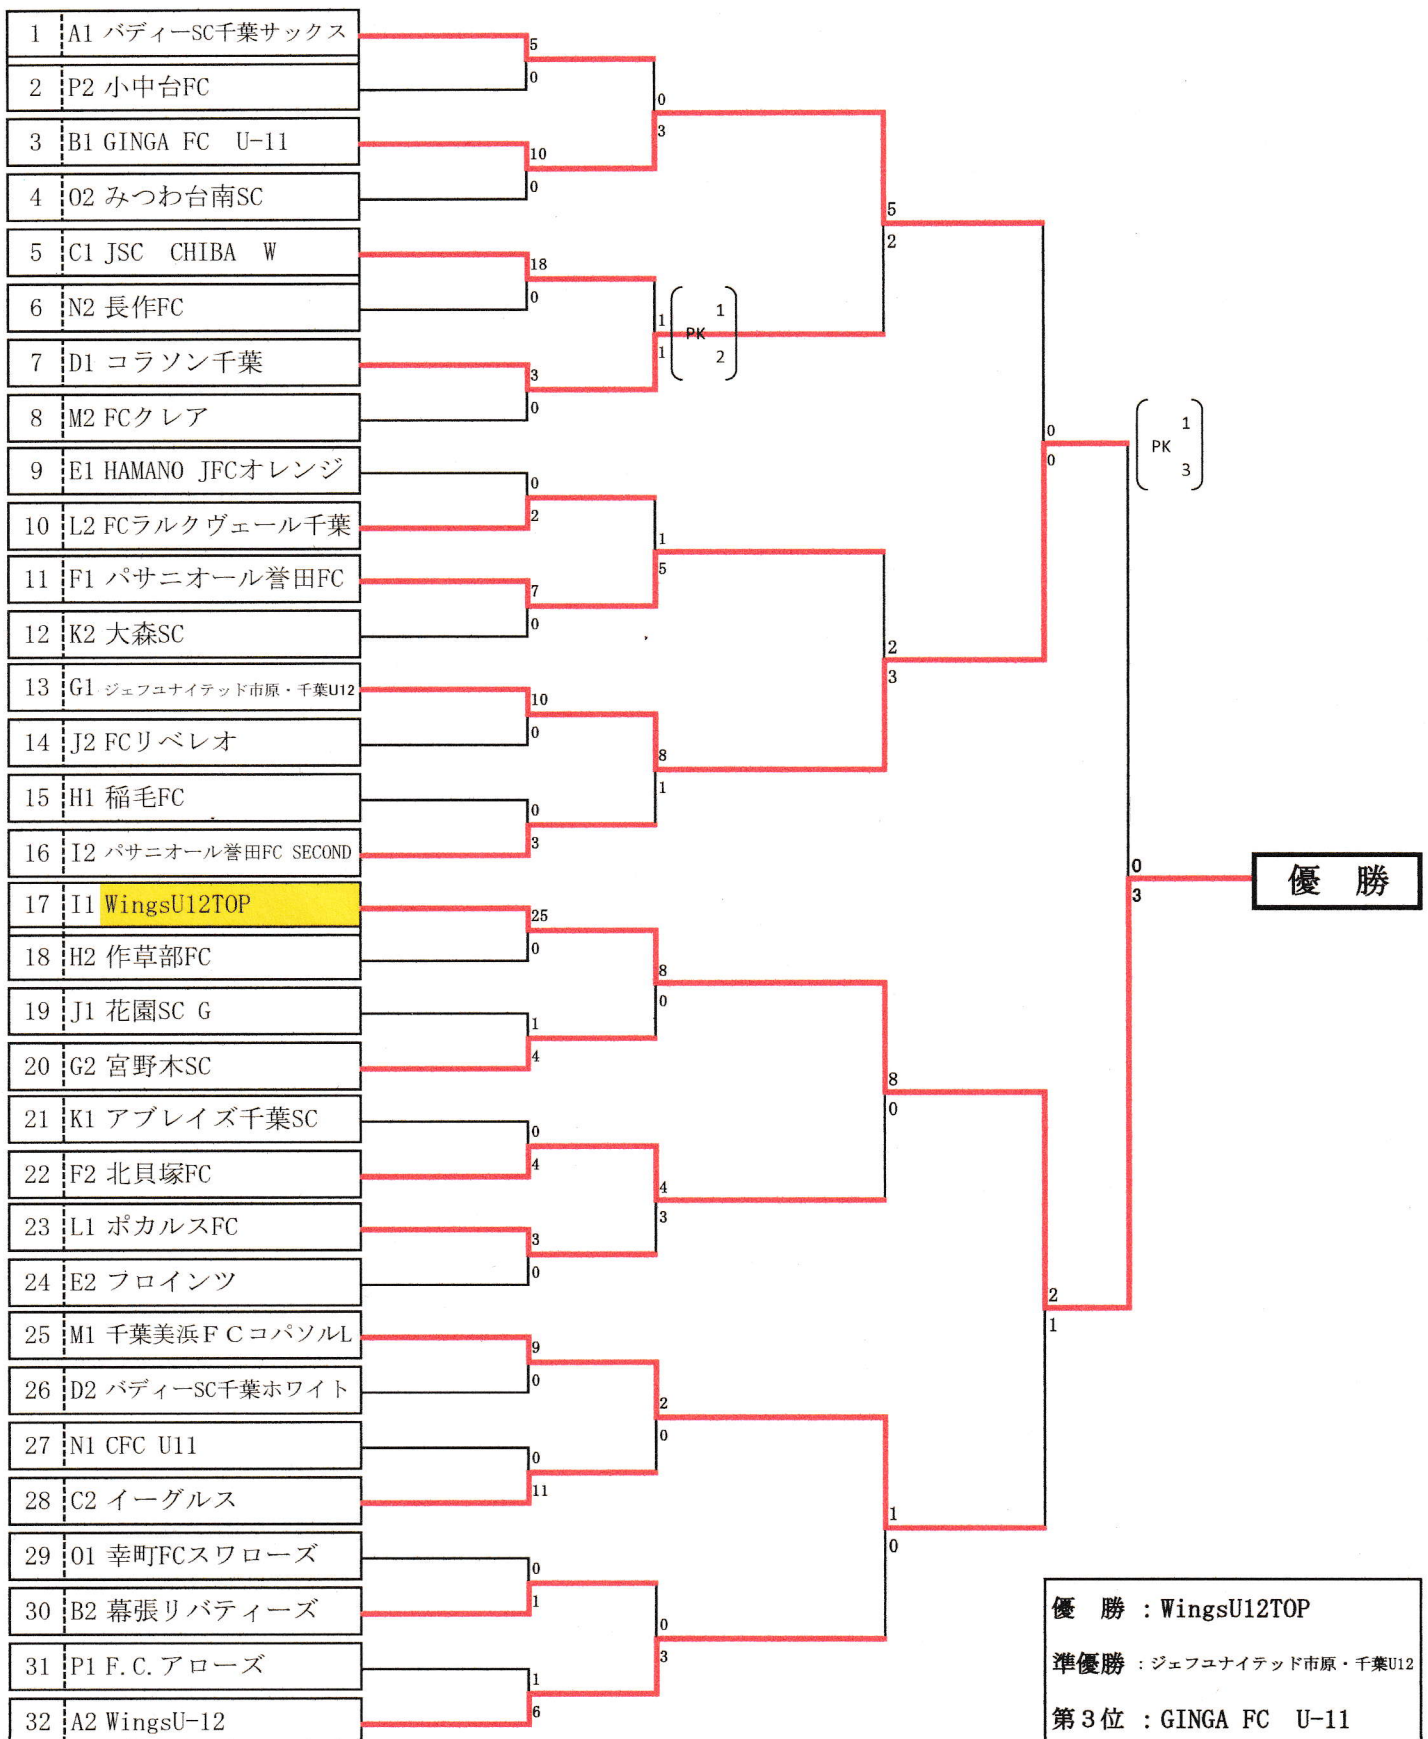 1 A1 バディーSC千葉サックス
2 P2 小中台FC
3 B1 GINGA FC　U-11
4 O2 みつわ台南SC
5 C1 JSC　CHIBA　W
6 N2 長作FC
7 D1 コラソン千葉
8 M2 FCクレア
9 E1 HAMANO JFCオレンジ
10 L2 FCラルクヴェール千葉
11 F1 パサニオール誉田FC
12 K2 大森SC
13 G1 ジェフユナイテッド市原・千葉U12
14 J2 FCリベレオ
15 H1 稲毛FC
16 I2 パサニオール誉田FC SECOND
17 I1 WingsU12TOP
18 H2 作草部FC
19 J1 花園SC G
20 G2 宮野木SC
21 K1 アブレイズ千葉SC
22 F2 北貝塚FC
23 L1 ポカルスFC
24 E2 フロインツ
25 M1 千葉美浜ＦＣコパソルL
26 D2 バディーSC千葉ホワイト
27 N1 CFC U11
28 C2 イーグルス
29 O1 幸町FCスワローズ
30 B2 幕張リバティーズ
31 P1 F.C.アローズ
32 A2 WingsU-12
5
0
10
0
18
0
3
0
0
2
7
0
10
0
0
3
25
0
1
4
0
4
3
0
9
0
0
11
0
1
1
6
0
3
1
1
PK
1
2
1
5
8
1
8
0
4
3
2
0
0
3
5
2
2
3
8
0
1
0
0
0
PK
1
3
2
1
0
3
優　勝
優　勝 ：WingsU12TOP
準優勝 ：ジェフユナイテッド市原・千葉U12
第３位 ：GINGA FC　U-11